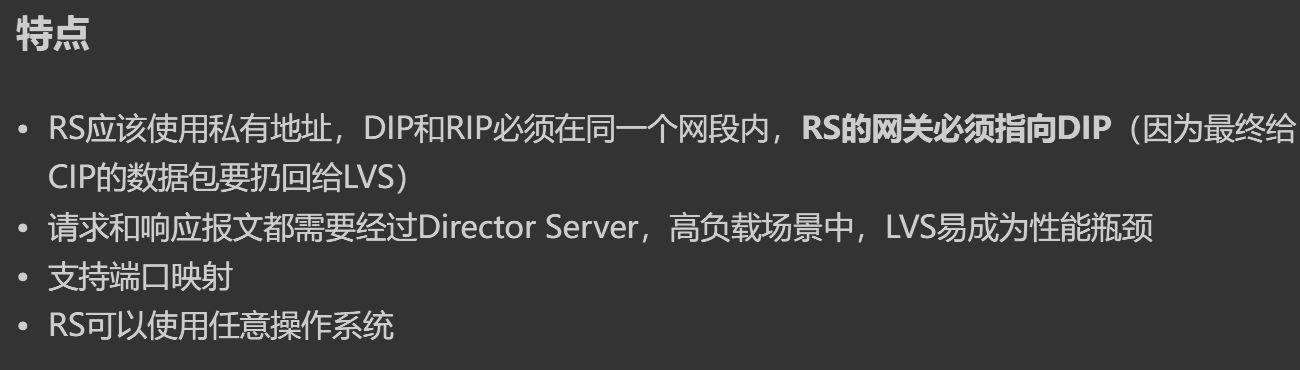 特点
• RS应该使用私有地址，DIP和RIP必须在同一个网段内，RS的网关必须指向DIP（因为最终给
CIP的数据包要扔回给LVS）
• 请求和响应报文都需要经过Director Server，高负载场景中，LVS易成为性能瓶颈
• 支持端口映射
• RS可以使用任意操作系统